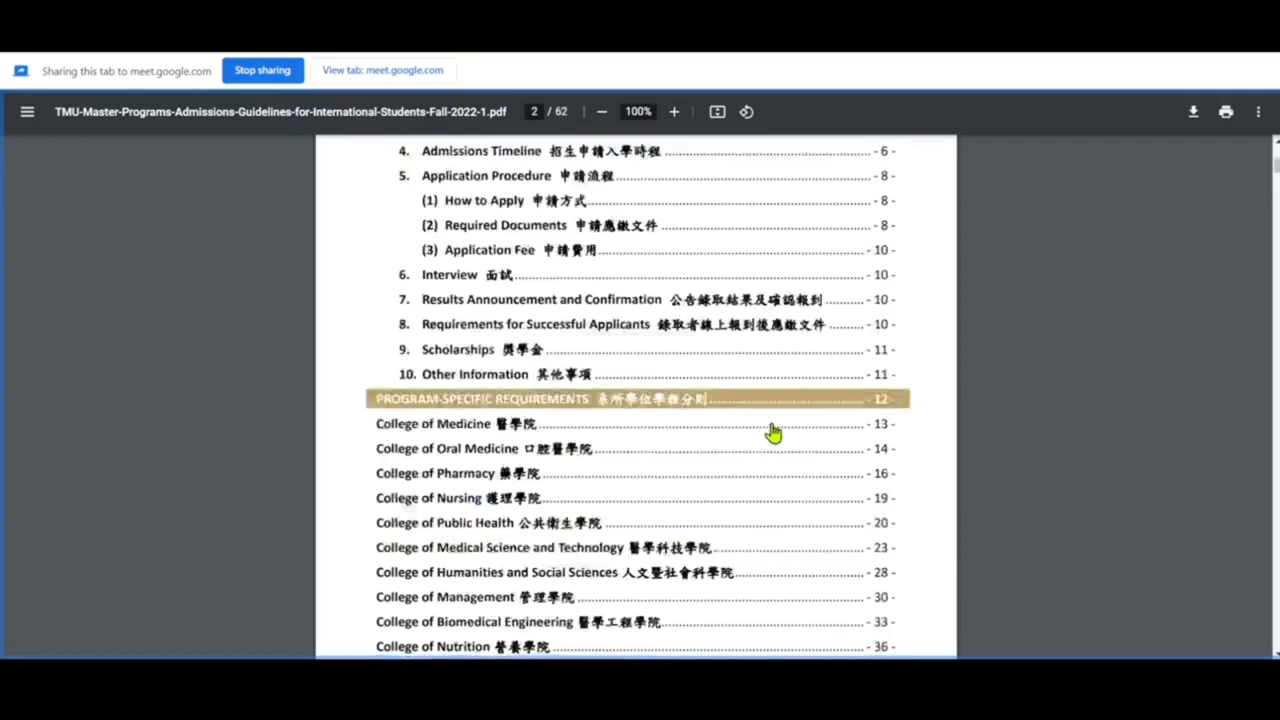 Sharing this tab to meet.google.com Stop sharing View tab: meet.google.com
TMU-Master-Programs-Admissions-Guidelines-for-International-Students-Fall-2022-1.pdf 2 / 62 100%
4. Admissions Timeline 招生申請入學時程 - 6 -
5. Application Procedure 申請流程 - 8 -
(1) How to Apply 申請方式 - 8 -
(2) Required Documents 申請應繳文件 - 8 -
(3) Application Fee 申請費用 - 10 -
6. Interview 面試 - 10 -
7. Results Announcement and Confirmation 公告錄取結果及確認報到 - 10 -
8. Requirements for Successful Applicants 錄取者線上報到後應繳文件 - 10 -
9. Scholarships 獎學金 - 11 -
10. Other Information 其他事項 - 11 -
PROGRAM-SPECIFIC REQUIREMENTS 系所學位學程分則 - 12 -
College of Medicine 醫學院 - 13 -
College of Oral Medicine 口腔醫學院 - 14 -
College of Pharmacy 藥學院 - 16 -
College of Nursing 護理學院 - 19 -
College of Public Health 公共衛生學院 - 20 -
College of Medical Science and Technology 醫學科技學院 - 23 -
College of Humanities and Social Sciences 人文暨社會科學院 - 28 -
College of Management 管理學院 - 30 -
College of Biomedical Engineering 醫學工程學院 - 33 -
College of Nutrition 營養學院 - 36 -